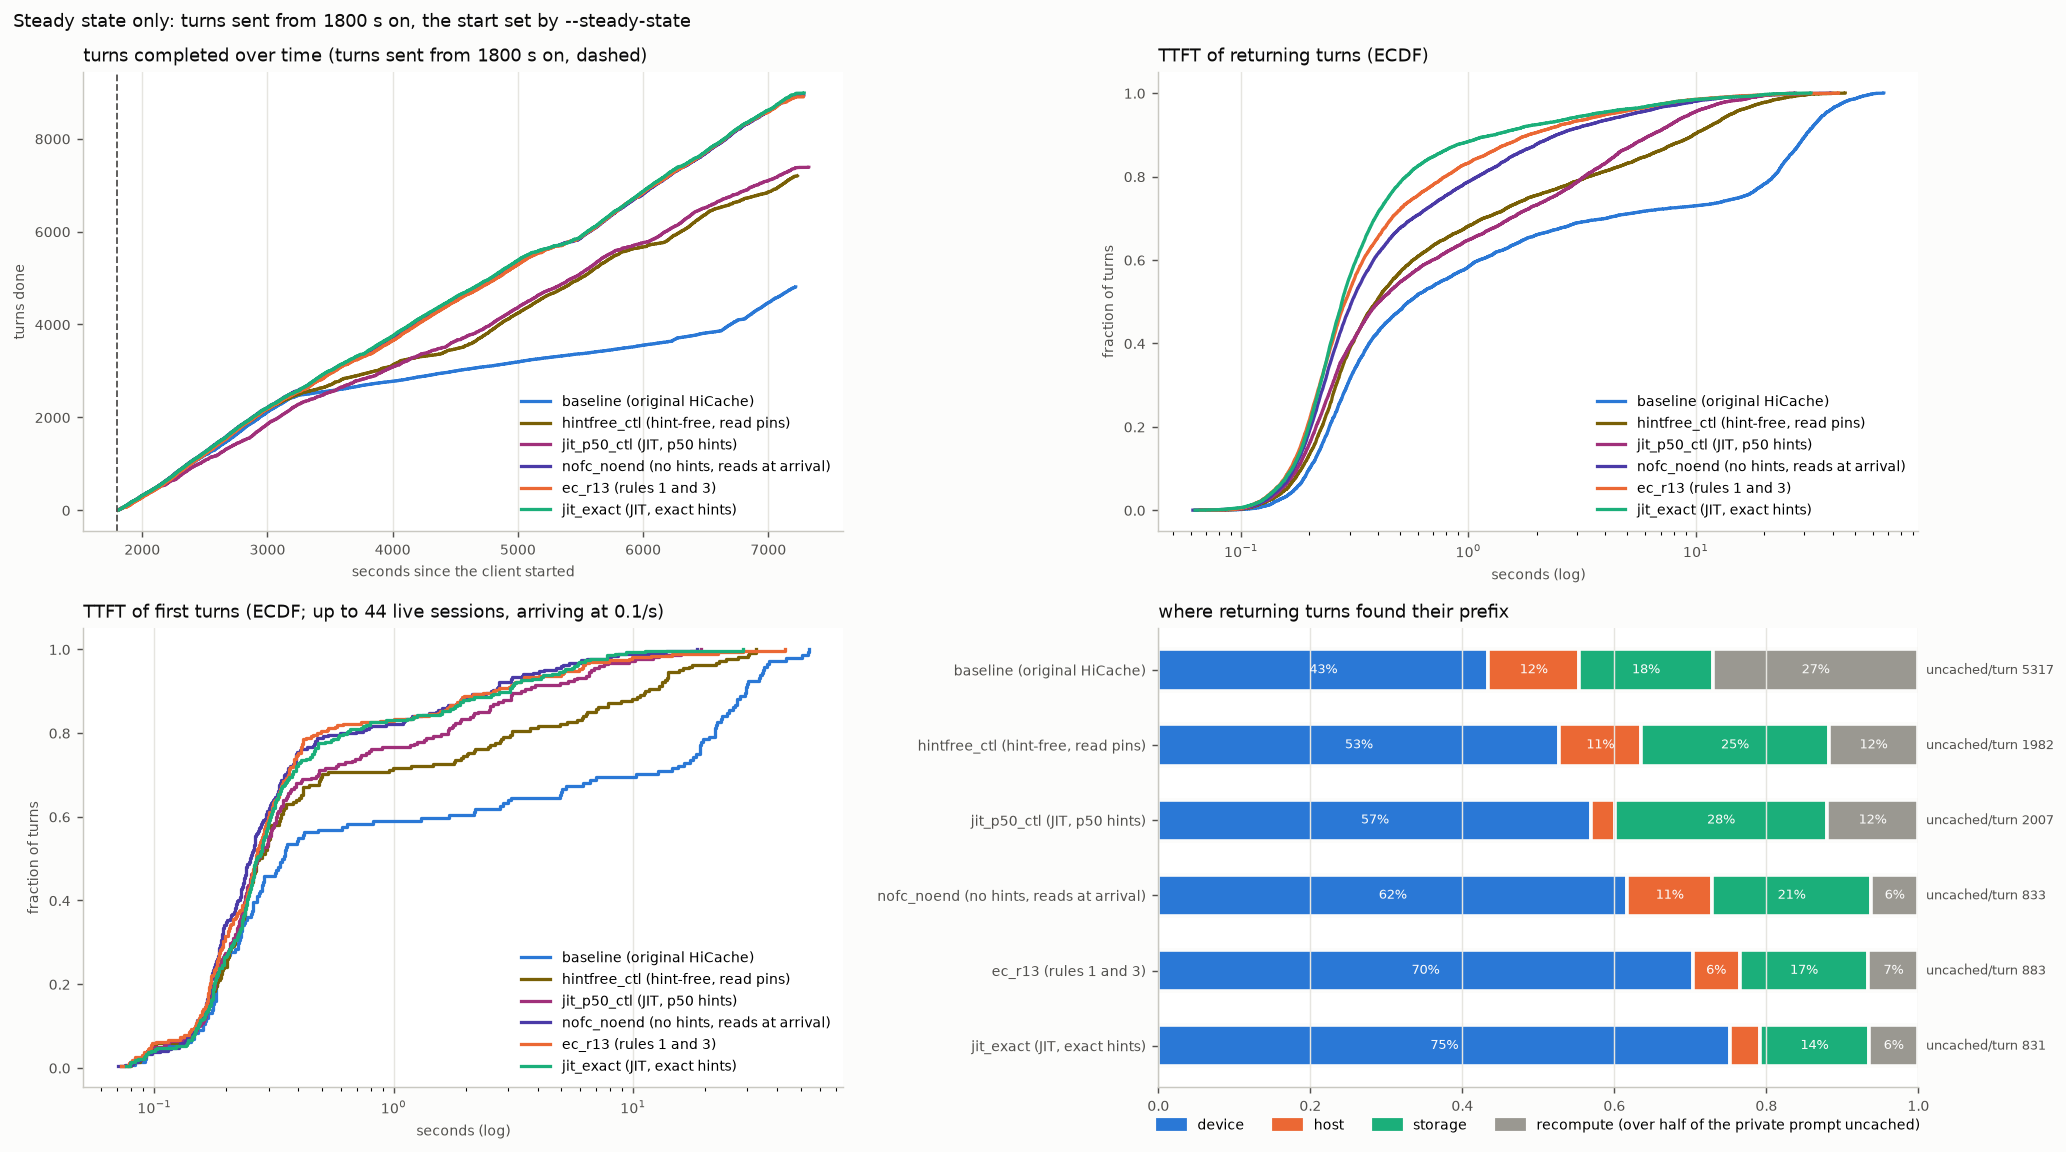 Steady state only: turns sent from 1800 s on, the start set by --steady-state
turns completed over time (turns sent from 1800 s on, dashed)
turns done
8000
6000
4000
2000
0
2000 3000 4000 5000 6000 7000
seconds since the client started
baseline (original HiCache)
hintfree_ctl (hint-free, read pins)
jit_p50_ctl (JIT, p50 hints)
nofc_noend (no hints, reads at arrival)
ec_r13 (rules 1 and 3)
jit_exact (JIT, exact hints)
TTFT of returning turns (ECDF)
fraction of turns
1.0
0.8
0.6
0.4
0.2
0.0
10⁻¹ 10⁰ 10¹
seconds (log)
baseline (original HiCache)
hintfree_ctl (hint-free, read pins)
jit_p50_ctl (JIT, p50 hints)
nofc_noend (no hints, reads at arrival)
ec_r13 (rules 1 and 3)
jit_exact (JIT, exact hints)
TTFT of first turns (ECDF; up to 44 live sessions, arriving at 0.1/s)
fraction of turns
1.0
0.8
0.6
0.4
0.2
0.0
10⁻¹ 10⁰ 10¹
seconds (log)
baseline (original HiCache)
hintfree_ctl (hint-free, read pins)
jit_p50_ctl (JIT, p50 hints)
nofc_noend (no hints, reads at arrival)
ec_r13 (rules 1 and 3)
jit_exact (JIT, exact hints)
where returning turns found their prefix
baseline (original HiCache) 43% 12% 18% 27% uncached/turn 5317
hintfree_ctl (hint-free, read pins) 53% 11% 25% 12% uncached/turn 1982
jit_p50_ctl (JIT, p50 hints) 57% 28% 12% uncached/turn 2007
nofc_noend (no hints, reads at arrival) 62% 11% 21% 6% uncached/turn 833
ec_r13 (rules 1 and 3) 70% 6% 17% 7% uncached/turn 883
jit_exact (JIT, exact hints) 75% 14% 6% uncached/turn 831
0.0 0.2 0.4 0.6 0.8 1.0
device host storage recompute (over half of the private prompt uncached)